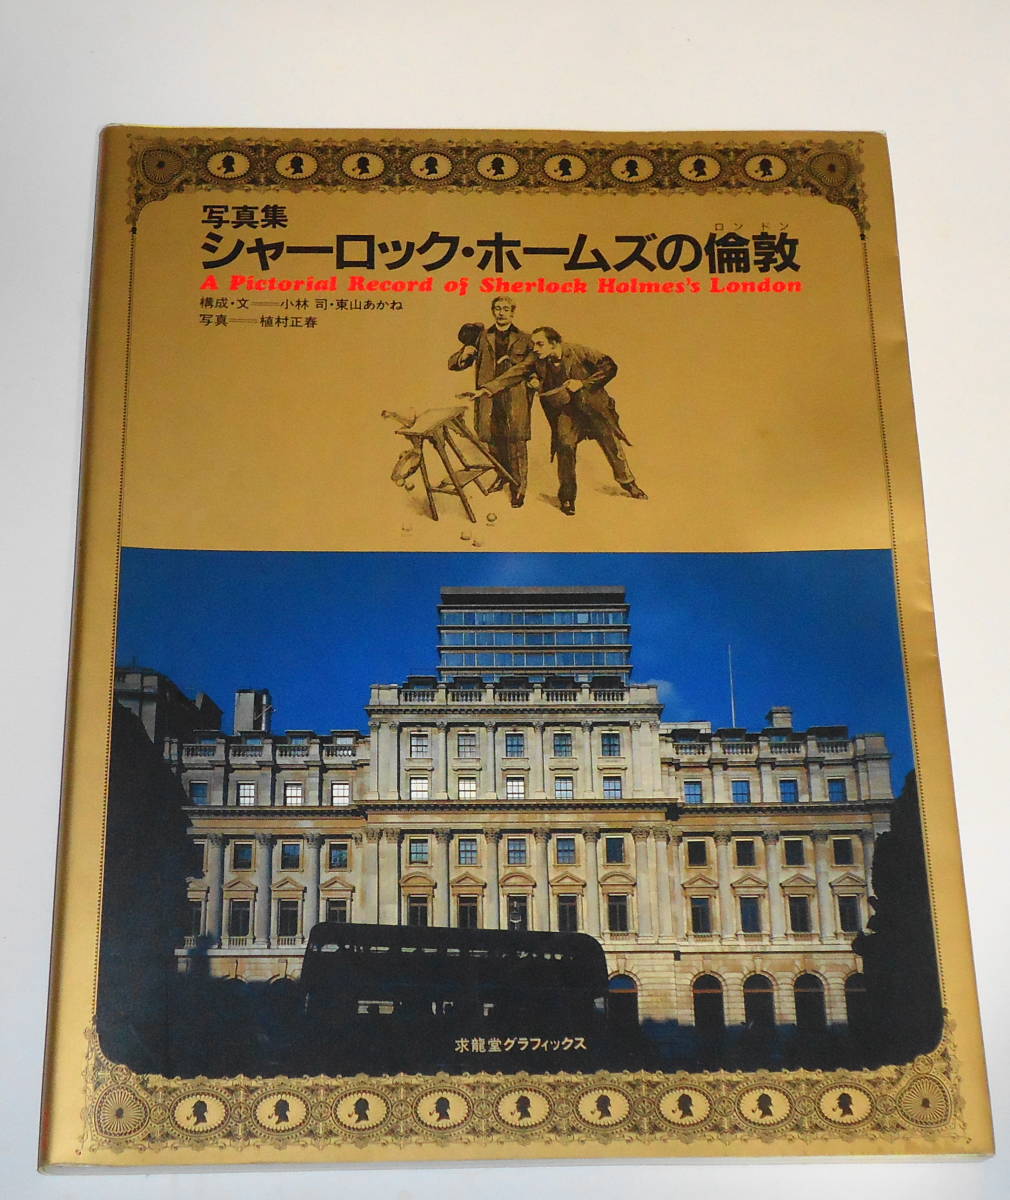 写真集
ロンドン
シャーロック・ホームズの倫敦
A Pictorial Record of Sherlock Holmes's London
構成・文＝小林 司・東山あかね
写真＝植村正春
求龍堂グラフィックス